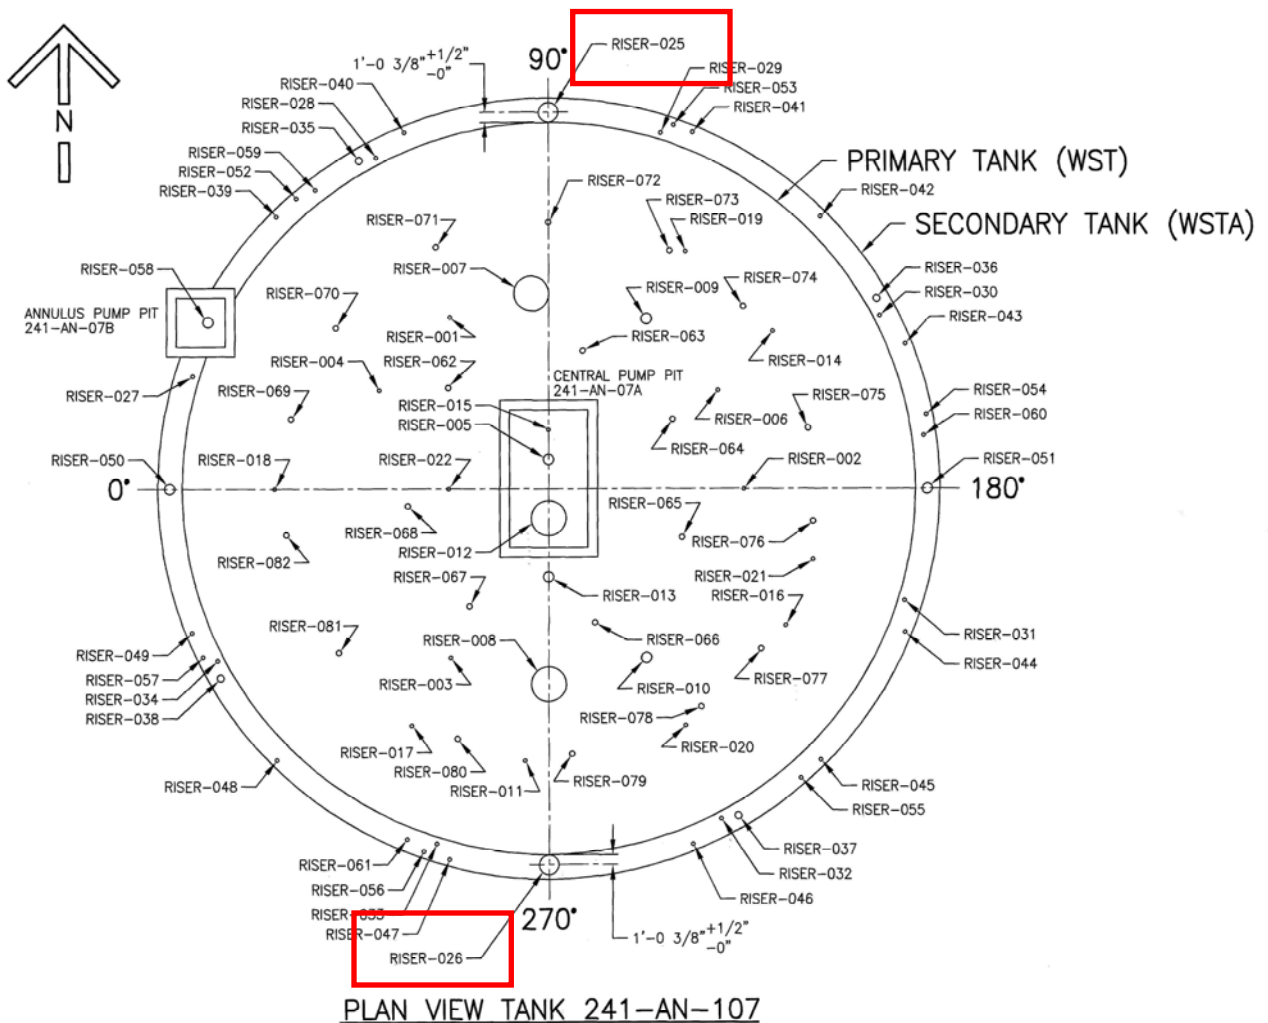 RISER-025
90°
1'-0 3/8" +1/2"
-0"
RISER-029
RISER-040
RISER-053
RISER-028
RISER-041
RISER-035
N
RISER-059
PRIMARY TANK (WST)
RISER-052
RISER-072
RISER-039
RISER-073
RISER-042
RISER-071
RISER-019
SECONDARY TANK (WSTA)
RISER-058
RISER-007
RISER-036
RISER-074
RISER-070
RISER-009
RISER-030
ANNULUS PUMP PIT
241-AN-07B
RISER-043
RISER-001
RISER-063
RISER-004
RISER-062
RISER-014
CENTRAL PUMP PIT
241-AN-07A
RISER-027
RISER-069
RISER-075
RISER-054
RISER-015
RISER-060
RISER-005
RISER-006
RISER-064
RISER-050
RISER-018
RISER-022
RISER-002
RISER-051
0°
180°
RISER-065
RISER-068
RISER-076
RISER-012
RISER-082
RISER-021
RISER-067
RISER-016
RISER-013
RISER-081
RISER-031
RISER-008
RISER-066
RISER-049
RISER-044
RISER-057
RISER-003
RISER-077
RISER-034
RISER-010
RISER-038
RISER-078
RISER-017
RISER-020
RISER-080
RISER-079
RISER-048
RISER-011
RISER-045
RISER-055
RISER-037
RISER-061
RISER-032
RISER-056
RISER-046
RISER-033
270°
RISER-047
1'-0 3/8" +1/2"
-0"
RISER-026
PLAN VIEW TANK 241-AN-107